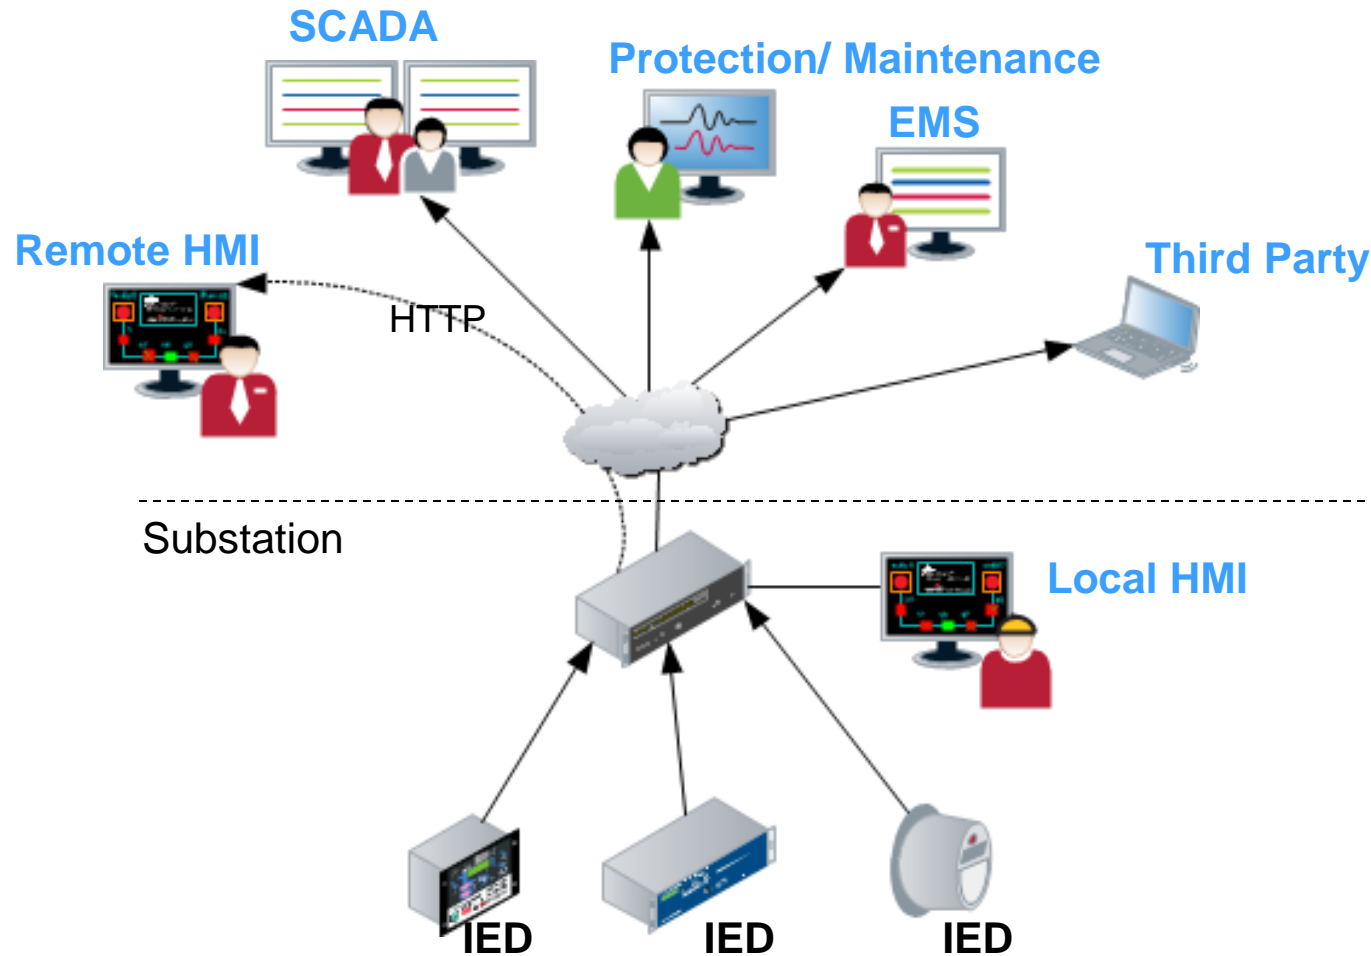 SCADA
Protection/ Maintenance
EMS
Remote HMI
Third Party
HTTP
Substation
Local HMI
IED
IED
IED